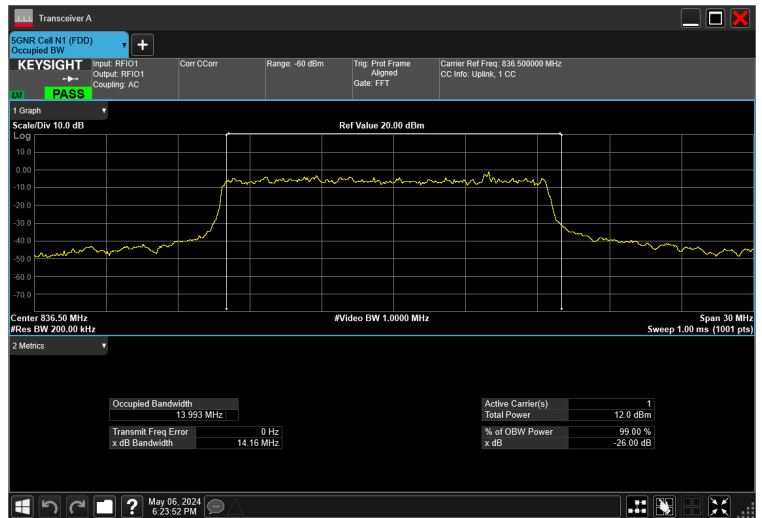 Transceiver A
5GNR Cell N1 (FDD)
Occupied BW
KEYSIGHT
Input: RFIO1
Output: RFIO1
Coupling: AC
Corr CCorr
Range: -60 dBm
Trig: Prot Frame
Aligned
Gate: FFT
Carrier Ref Freq: 836.500000 MHz
CC Info: Uplink, 1 CC
LXI
PASS
1 Graph
Scale/Div 10.0 dB
Ref Value 20.00 dBm
Log
10.0
0.00
-10.0
-20.0
-30.0
-40.0
-50.0
-60.0
-70.0
Center 836.50 MHz
#Video BW 1.0000 MHz
Span 30 MHz
#Res BW 200.00 kHz
Sweep 1.00 ms (1001 pts)
2 Metrics
Occupied Bandwidth
13.993 MHz
Transmit Freq Error 0 Hz
x dB Bandwidth 14.16 MHz
Active Carrier(s) 1
Total Power 12.0 dBm
% of OBW Power 99.00 %
x dB -26.00 dB
May 06, 2024
6:23:52 PM